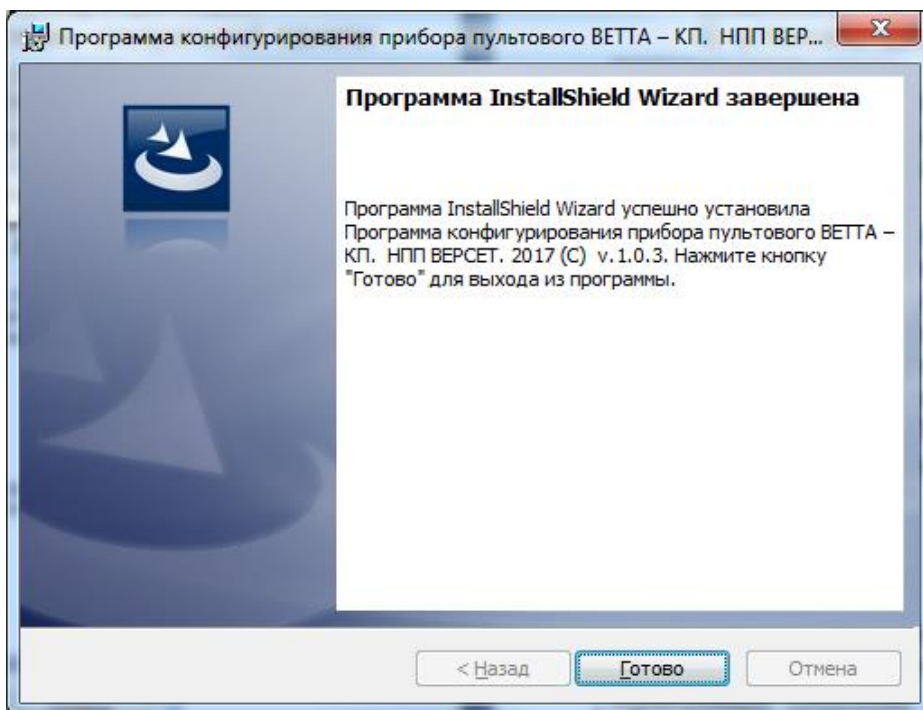 Программа конфигурирования прибора пультового ВЕТТА – КП. НПП ВЕР...
Программа InstallShield Wizard завершена
Программа InstallShield Wizard успешно установила
Программа конфигурирования прибора пультового ВЕТТА –
КП. НПП ВЕРСЕТ. 2017 (C) v.1.0.3. Нажмите кнопку
"Готово" для выхода из программы.
< Назад
Готово
Отмена